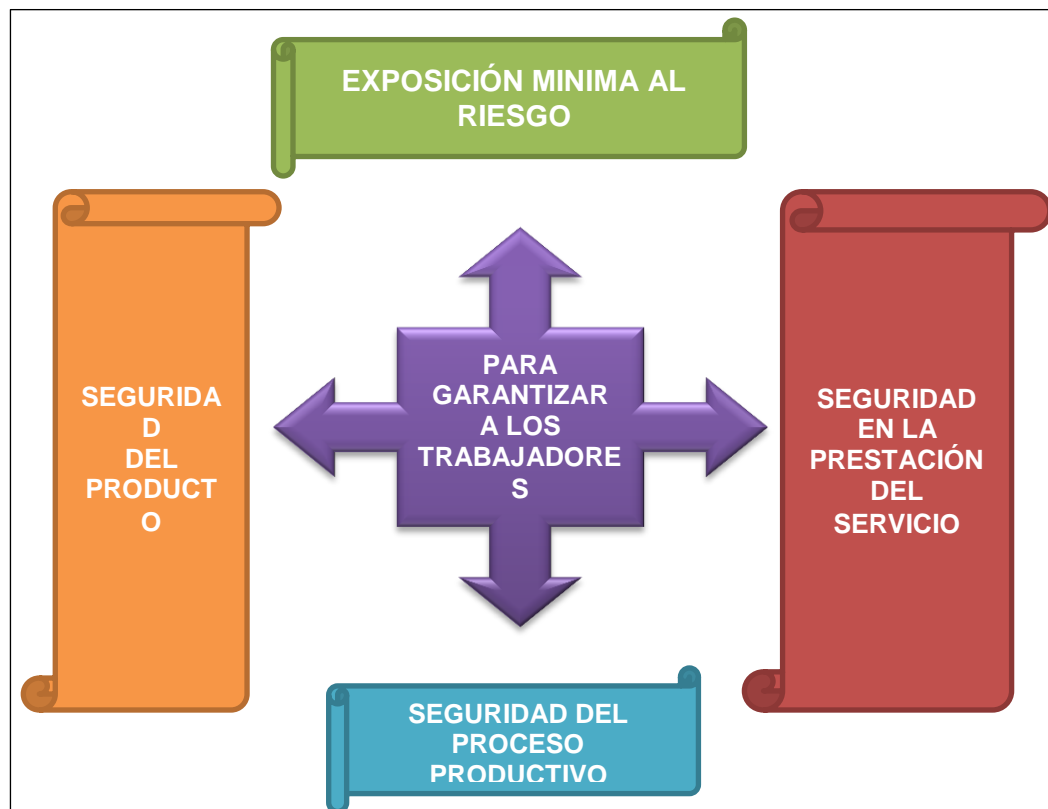 EXPOSICIÓN MINIMA AL
RIESGO
SEGURIDA
D
DEL
PRODUCT
O
PARA
GARANTIZAR
A LOS
TRABAJADORE
S
SEGURIDAD
EN LA
PRESTACIÓN
DEL
SERVICIO
SEGURIDAD DEL
PROCESO
PRODUCTIVO